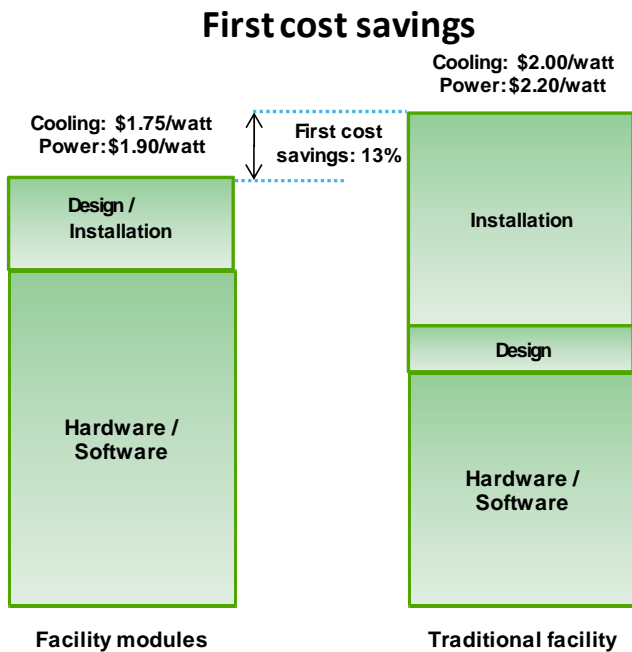 First cost savings
Cooling: $1.75/watt
Power: $1.90/watt
First cost
savings: 13%
Cooling: $2.00/watt
Power: $2.20/watt
Design /
Installation
Hardware /
Software
Installation
Design
Hardware /
Software
Facility modules
Traditional facility